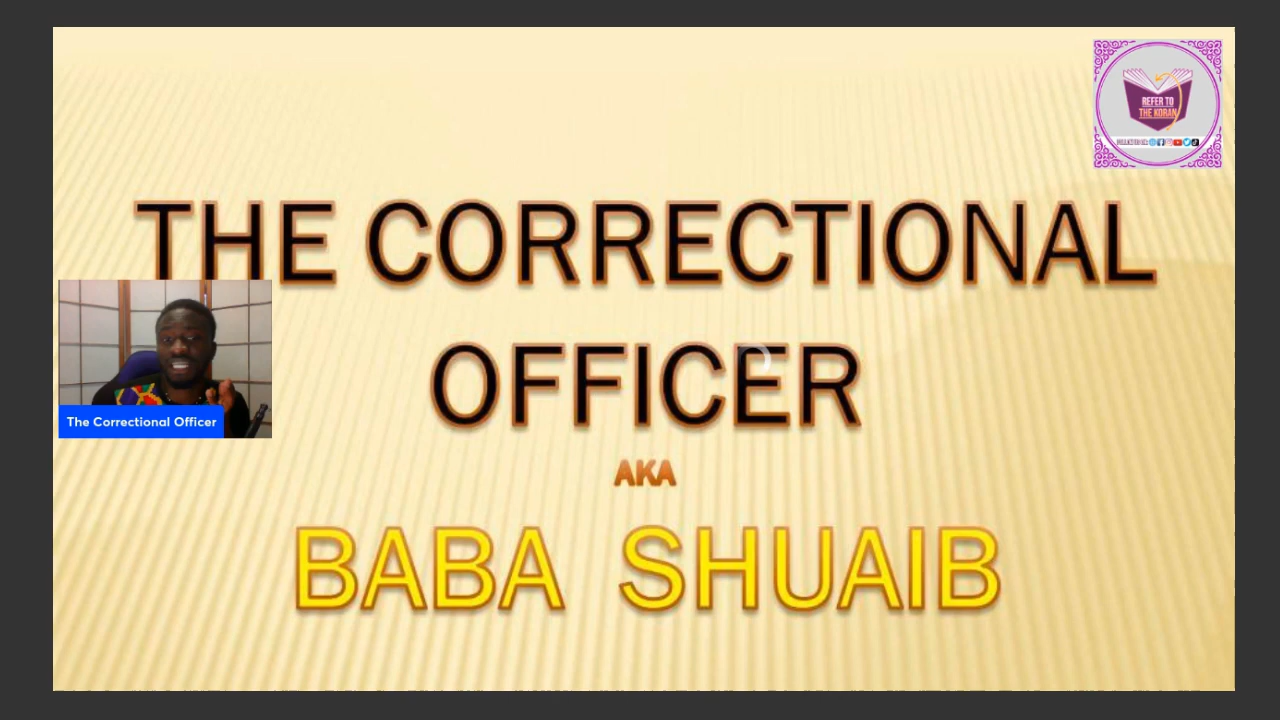 REFER TO
THE KORAN
THE CORRECTIONAL
OFFICER
The Correctional Officer
AKA
BABA SHUAIB